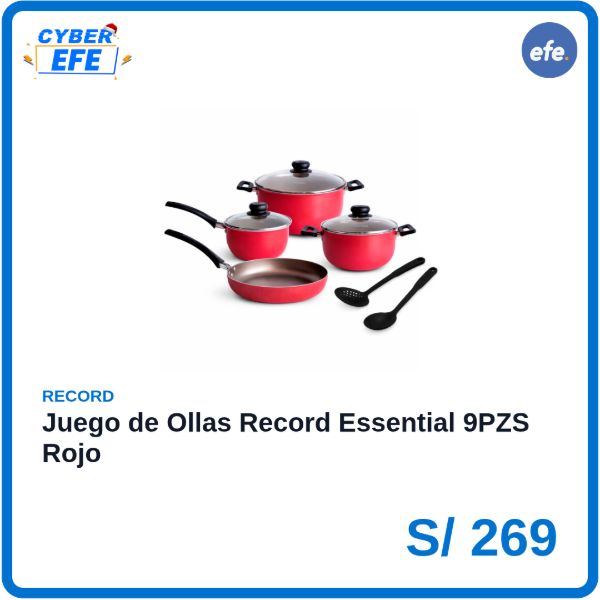 CYBER
EFE
efe.
RECORD
Juego de Ollas Record Essential 9PZS
Rojo
S/ 269